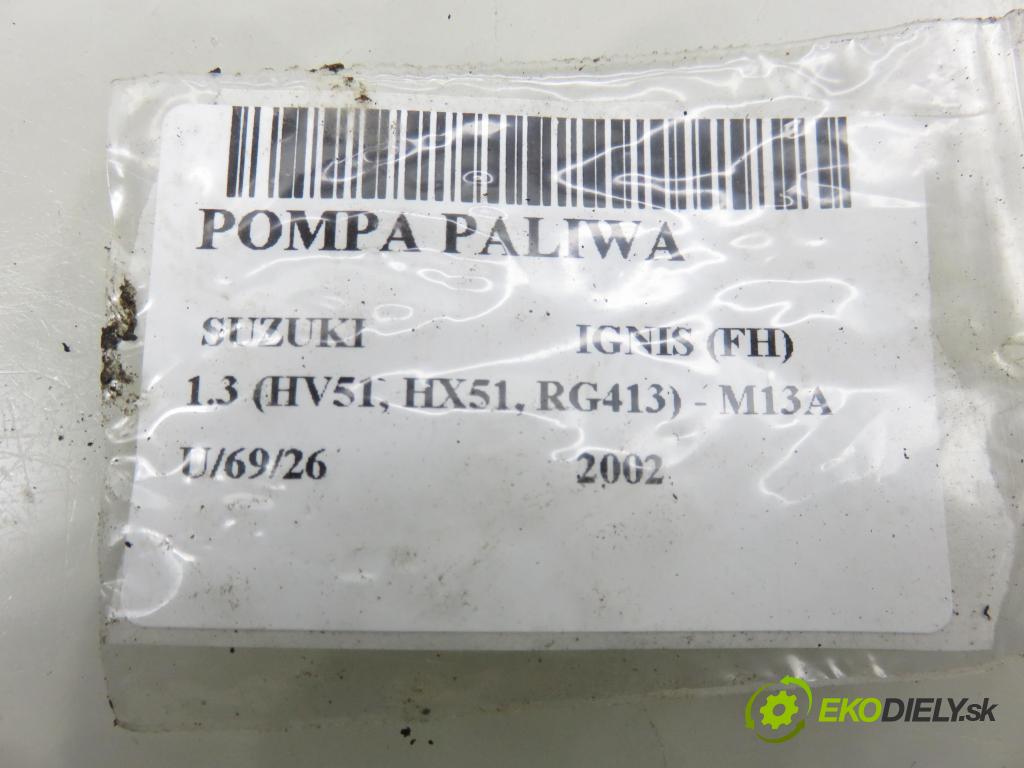 POMPA PALIWA
SUZUKI IGNIS (FH)
1.3 (HV51, HX51, RG413) - M13A
U/69/26 2002
EKODIELY.sk